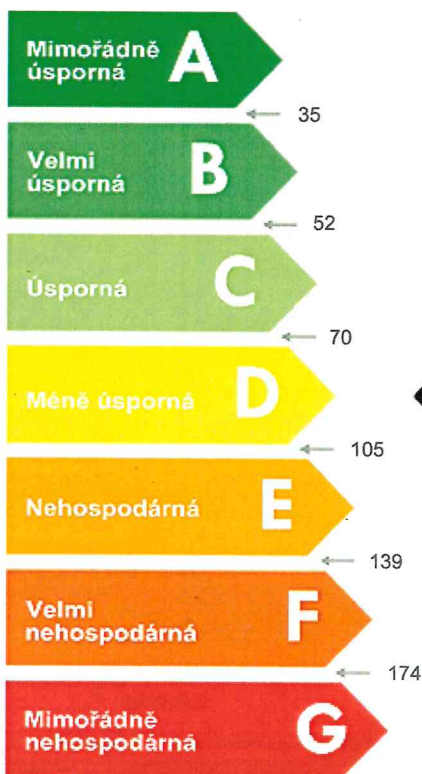 Mimořádně
úsporná
A
35
Velmi
úsporná
B
52
Úsporná
C
70
Méně úsporná
D
105
Nehospodárná
E
139
Velmi
nehospodárná
F
174
Mimořádně
nehospodárná
G